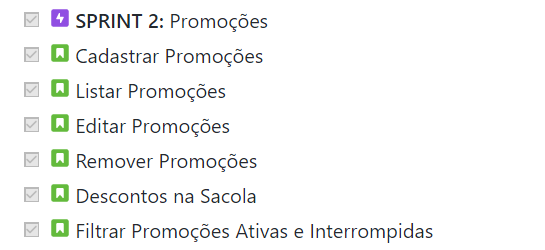 SPRINT 2: Promoções
Cadastrar Promoções
Listar Promoções
Editar Promoções
Remover Promoções
Descontos na Sacola
Filtrar Promoções Ativas e Interrompidas